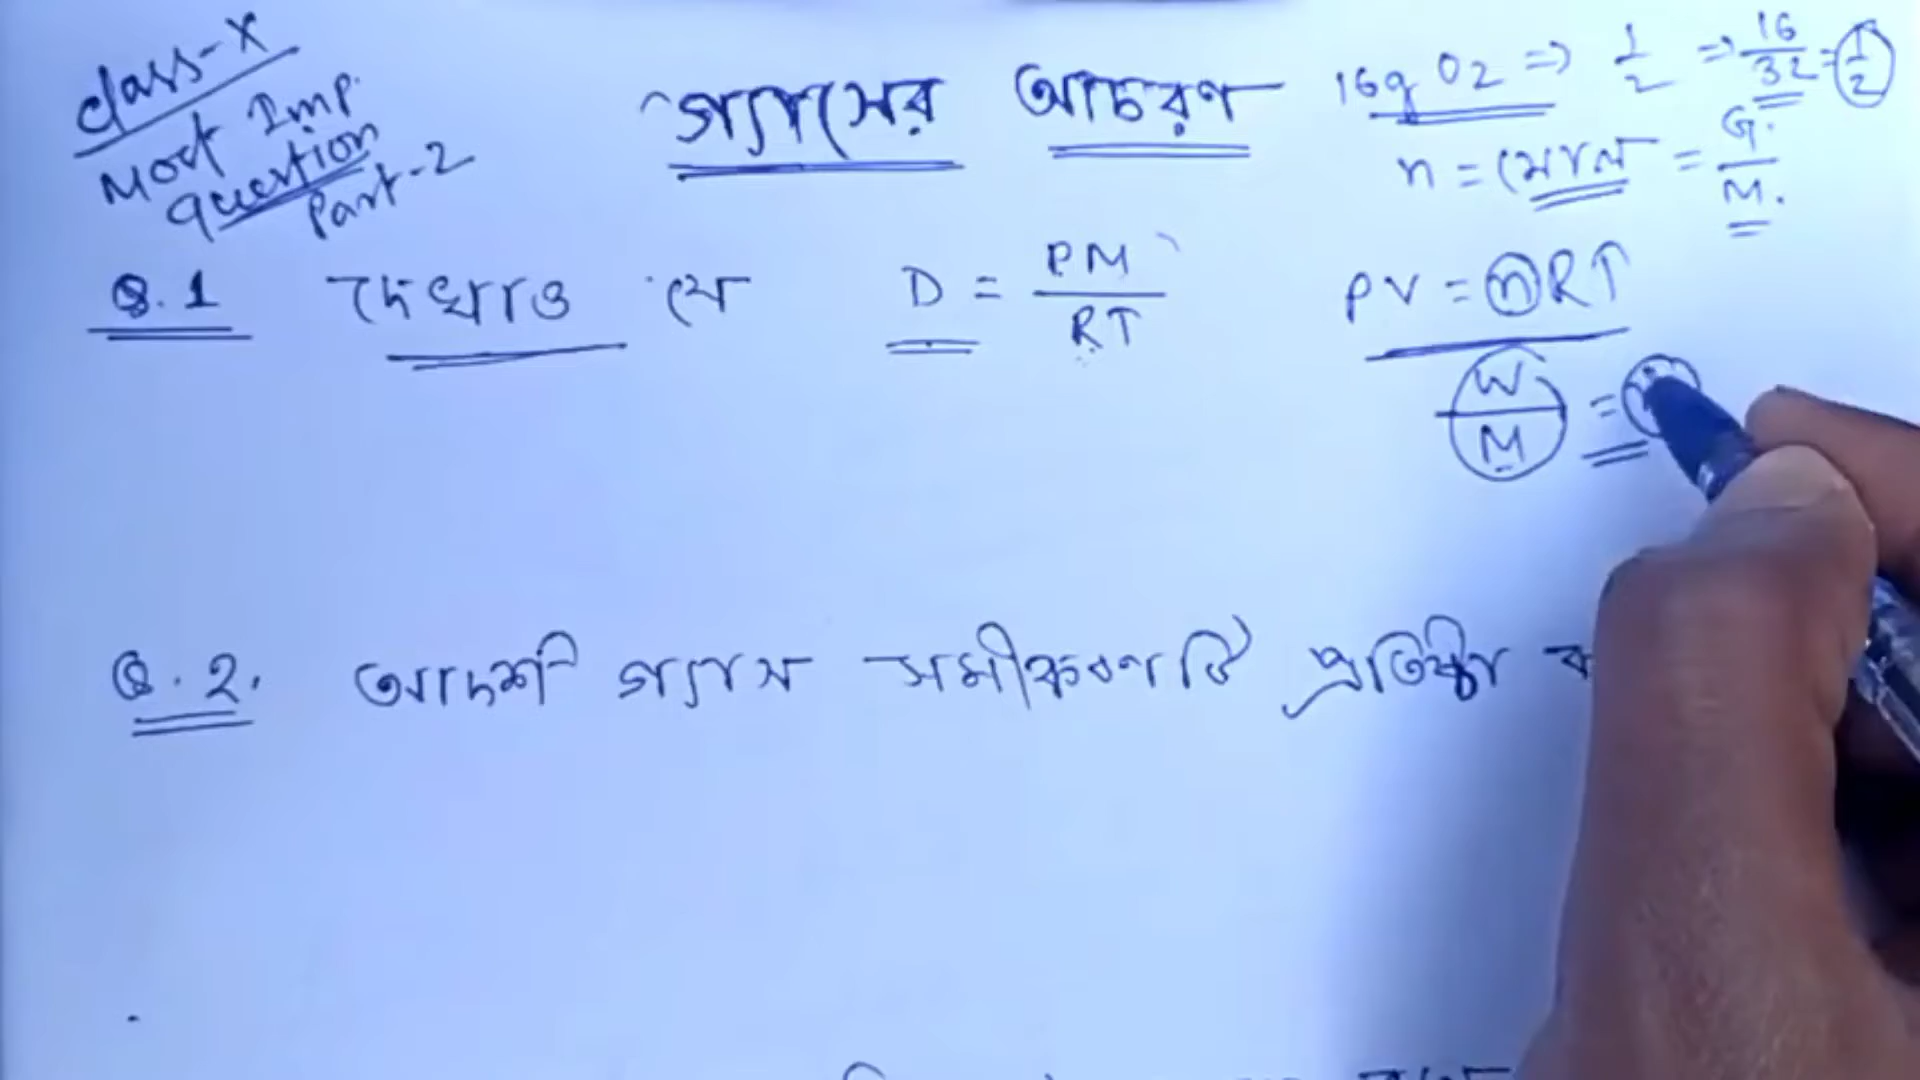 Class-X
Most Imp.
Question
Part-2
গ্যাসের আচরণ
16g O2 => 1/2 => 16/32 = 1/2
n = মোল = G./M.
Q.1 দেখাও যে D = PM/RT
PV = nRT
W/M =
Q.2. আদর্শ গ্যাস সমীকরণটি প্রতিষ্ঠা